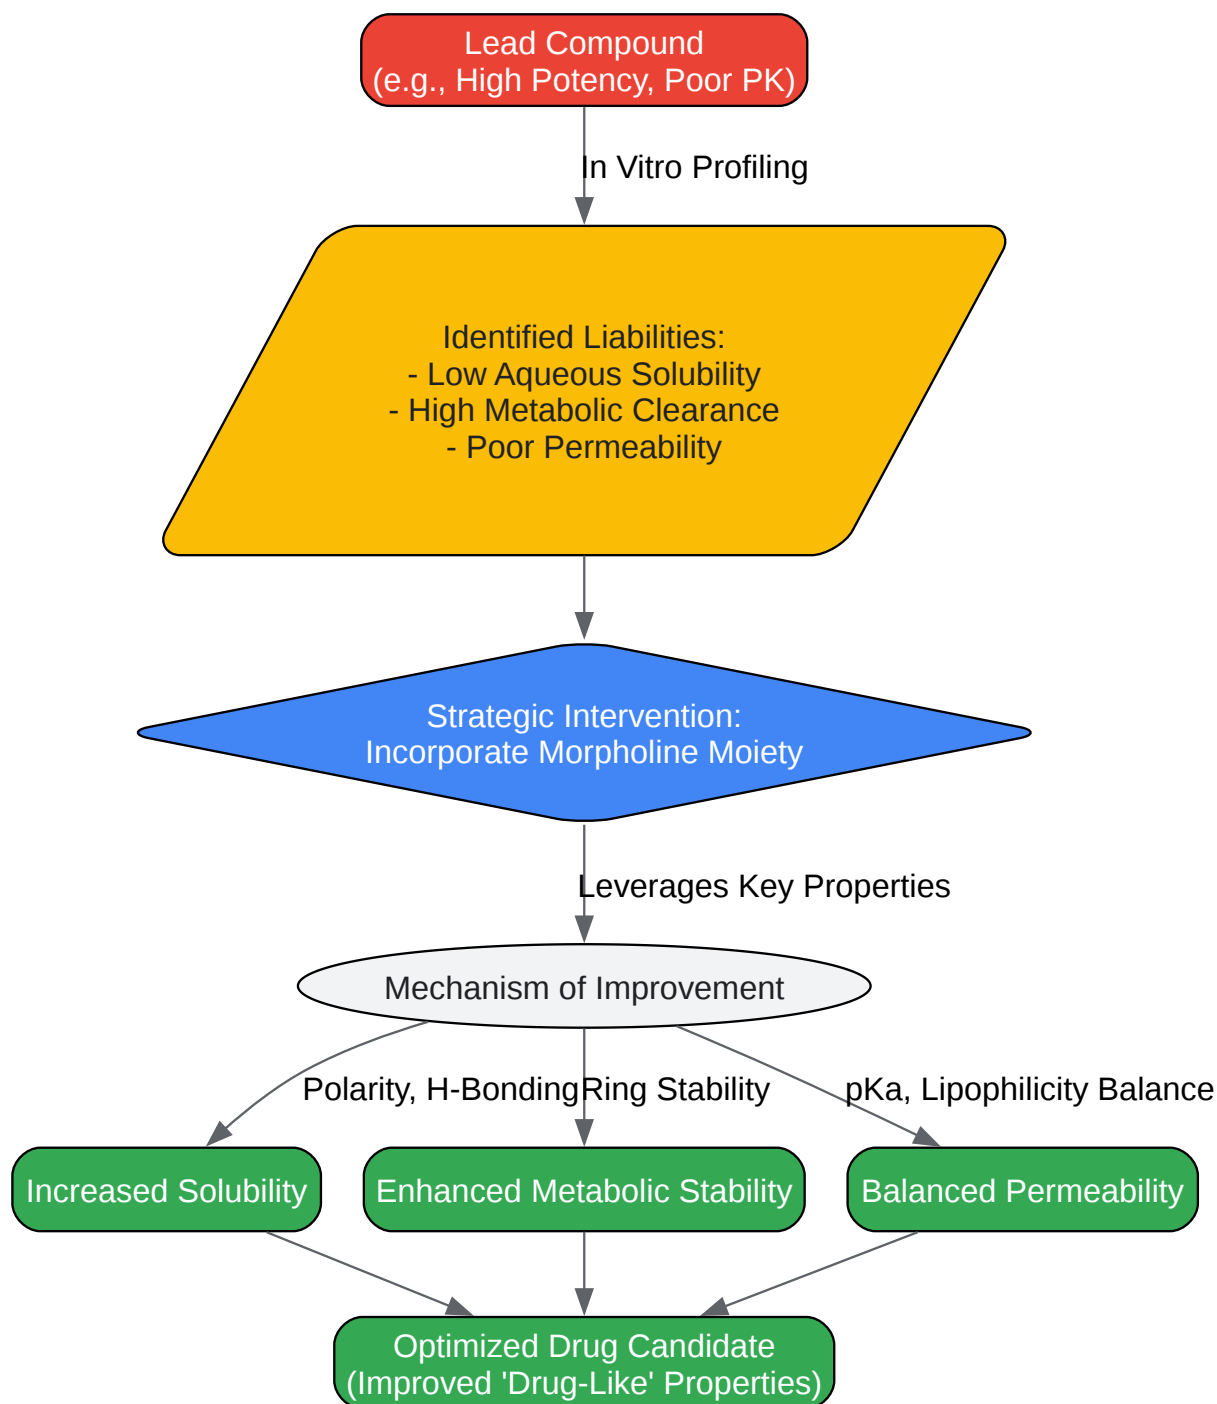 Lead Compound
(e.g., High Potency, Poor PK)
In Vitro Profiling
Identified Liabilities:
- Low Aqueous Solubility
- High Metabolic Clearance
- Poor Permeability
Strategic Intervention:
Incorporate Morpholine Moiety
Leverages Key Properties
Mechanism of Improvement
Polarity, H-Bonding
Ring Stability
pKa, Lipophilicity Balance
Increased Solubility
Enhanced Metabolic Stability
Balanced Permeability
Optimized Drug Candidate
(Improved 'Drug-Like' Properties)